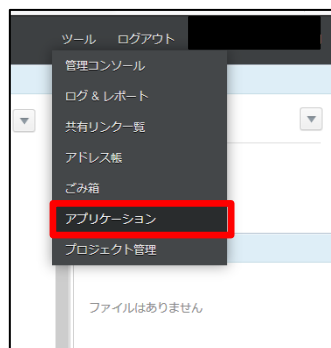 ツール ログアウト
管理コンソール
ログ & レポート
共有リンク一覧
アドレス帳
ごみ箱
アプリケーション
プロジェクト管理
ファイルはありません